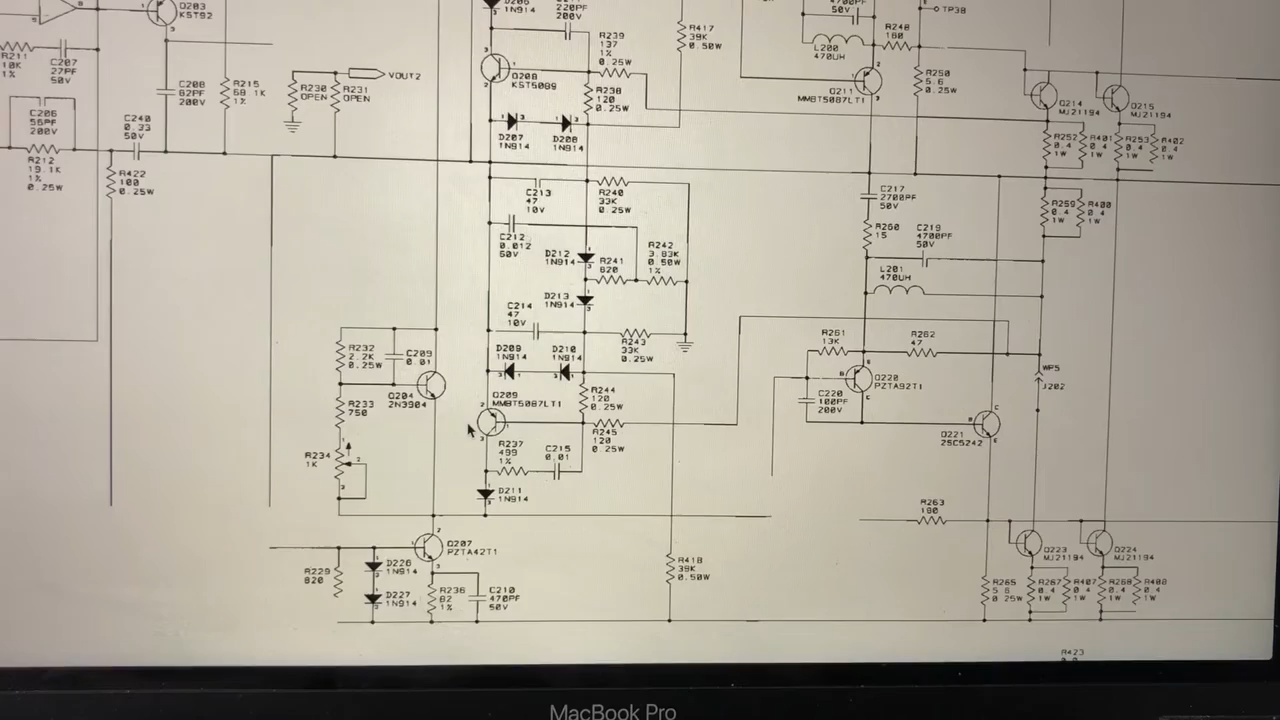 Q203
KST92
R211
10K
1%
C207
27PF
50V
C206
56PF
200V
R212
19.1K
1%
0.25W
C240
0.33
50V
R422
100
0.25W
C208
82PF
200V
R215
68.1K
1%
R230
OPEN
R231
OPEN
VOUT2
1N914
220PF
200V
Q208
KST5089
R239
137
1%
0.25W
R238
120
0.25W
D207
1N914
D208
1N914
R417
39K
0.50W
C213
47
10V
R240
33K
0.25W
C212
0.012
50V
D212
1N914
R241
820
R242
3.83K
0.50W
1%
D213
1N914
C214
47
10V
R243
33K
0.25W
D209
1N914
D210
1N914
Q209
MMBT5087LT1
R244
120
0.25W
R245
120
0.25W
R237
499
1%
C215
0.01
D211
1N914
R232
2.2K
0.25W
C209
0.01
Q204
2N3904
R233
750
R234
1K
Q207
PZTA42T1
R229
820
D226
1N914
D227
1N914
R236
82
1%
C210
470PF
50V
R418
39K
0.50W
4700PF
50V
L200
470UH
R248
180
TP38
Q211
MMBT5087LT1
R250
5.6
0.25W
Q214
MJ21194
Q215
MJ21194
R252
0.4
1W
R401
0.4
1W
R253
0.4
1W
R402
0.4
1W
C217
2700PF
50V
R260
15
C219
4700PF
50V
L201
470UH
R259
0.4
1W
R400
0.4
1W
R261
13K
R262
47
Q220
PZTA92T1
C220
100PF
200V
WP5
J202
Q221
2SC5242
R263
180
Q223
MJ21194
Q224
MJ21194
R265
5.6
0.25W
R267
0.4
1W
R407
0.4
1W
R268
0.4
1W
R408
0.4
1W
R423
MacBook Pro